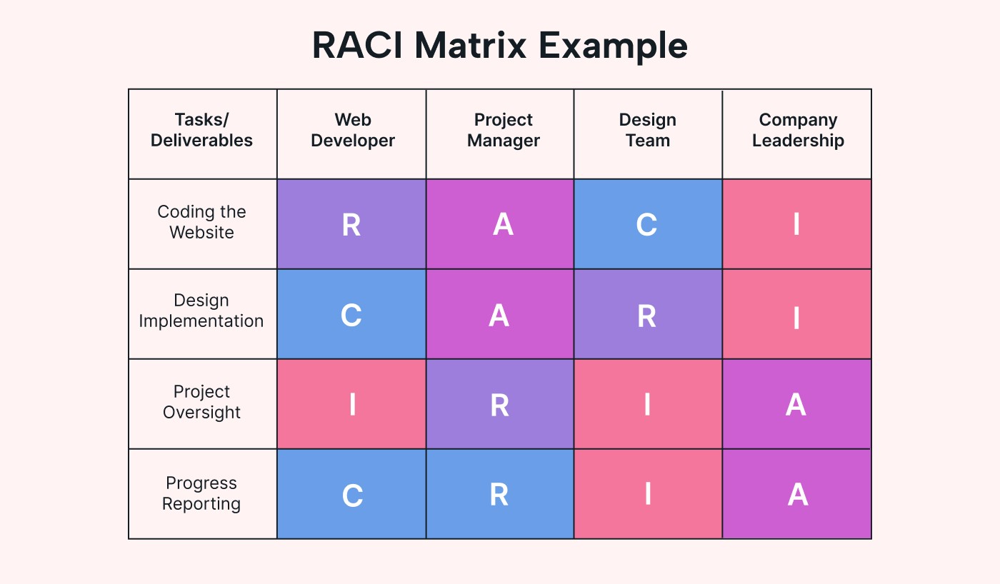 RACI Matrix Example
Tasks/
Deliverables
Web
Developer
Project
Manager
Design
Team
Company
Leadership
Coding the
Website
R
A
C
I
Design
Implementation
C
A
R
I
Project
Oversight
I
R
I
A
Progress
Reporting
C
R
I
A